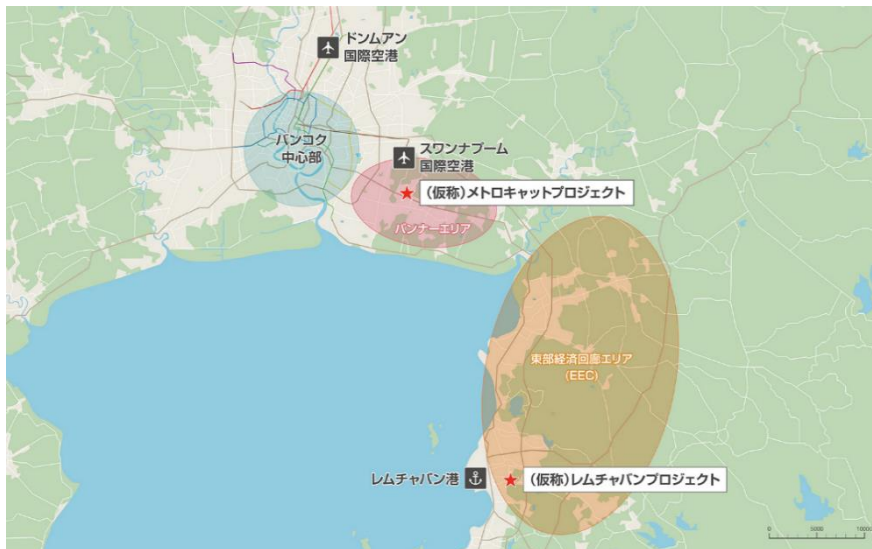 ドンムアン
国際空港
バンコク
中心部
スワンナプーム
国際空港
(仮称)メトロキャットプロジェクト
バンナーエリア
東部経済回廊エリア
(EEC)
レムチャバン港
(仮称)レムチャバンプロジェクト
0 5000 10000